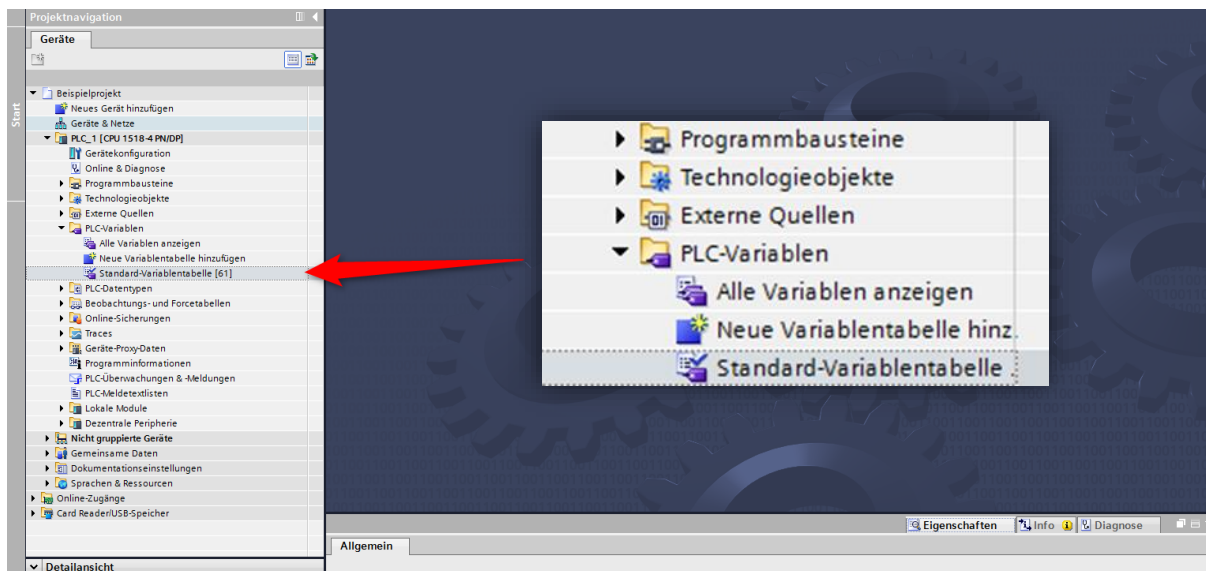 Projektnavigation
Geräte
Start
Beispielprojekt
Neues Gerät hinzufügen
Geräte & Netze
PLC_1 [CPU 1518-4 PN/DP]
Gerätekonfiguration
Online & Diagnose
Programmbausteine
Technologieobjekte
Externe Quellen
PLC-Variablen
Alle Variablen anzeigen
Neue Variablentabelle hinzufügen
Standard-Variablentabelle [61]
PLC-Datentypen
Beobachtungs- und Forcetabellen
Online-Sicherungen
Traces
Geräte-Proxy-Daten
Programminformationen
PLC-Überwachungen & -Meldungen
PLC-Meldetextlisten
Lokale Module
Dezentrale Peripherie
Nicht gruppierte Geräte
Gemeinsame Daten
Dokumentationseinstellungen
Sprachen & Ressourcen
Online-Zugänge
Card Reader/USB-Speicher
Detailansicht
Programmbausteine
Technologieobjekte
Externe Quellen
PLC-Variablen
Alle Variablen anzeigen
Neue Variablentabelle hinz.
Standard-Variablentabelle .
Eigenschaften Info Diagnose
Allgemein